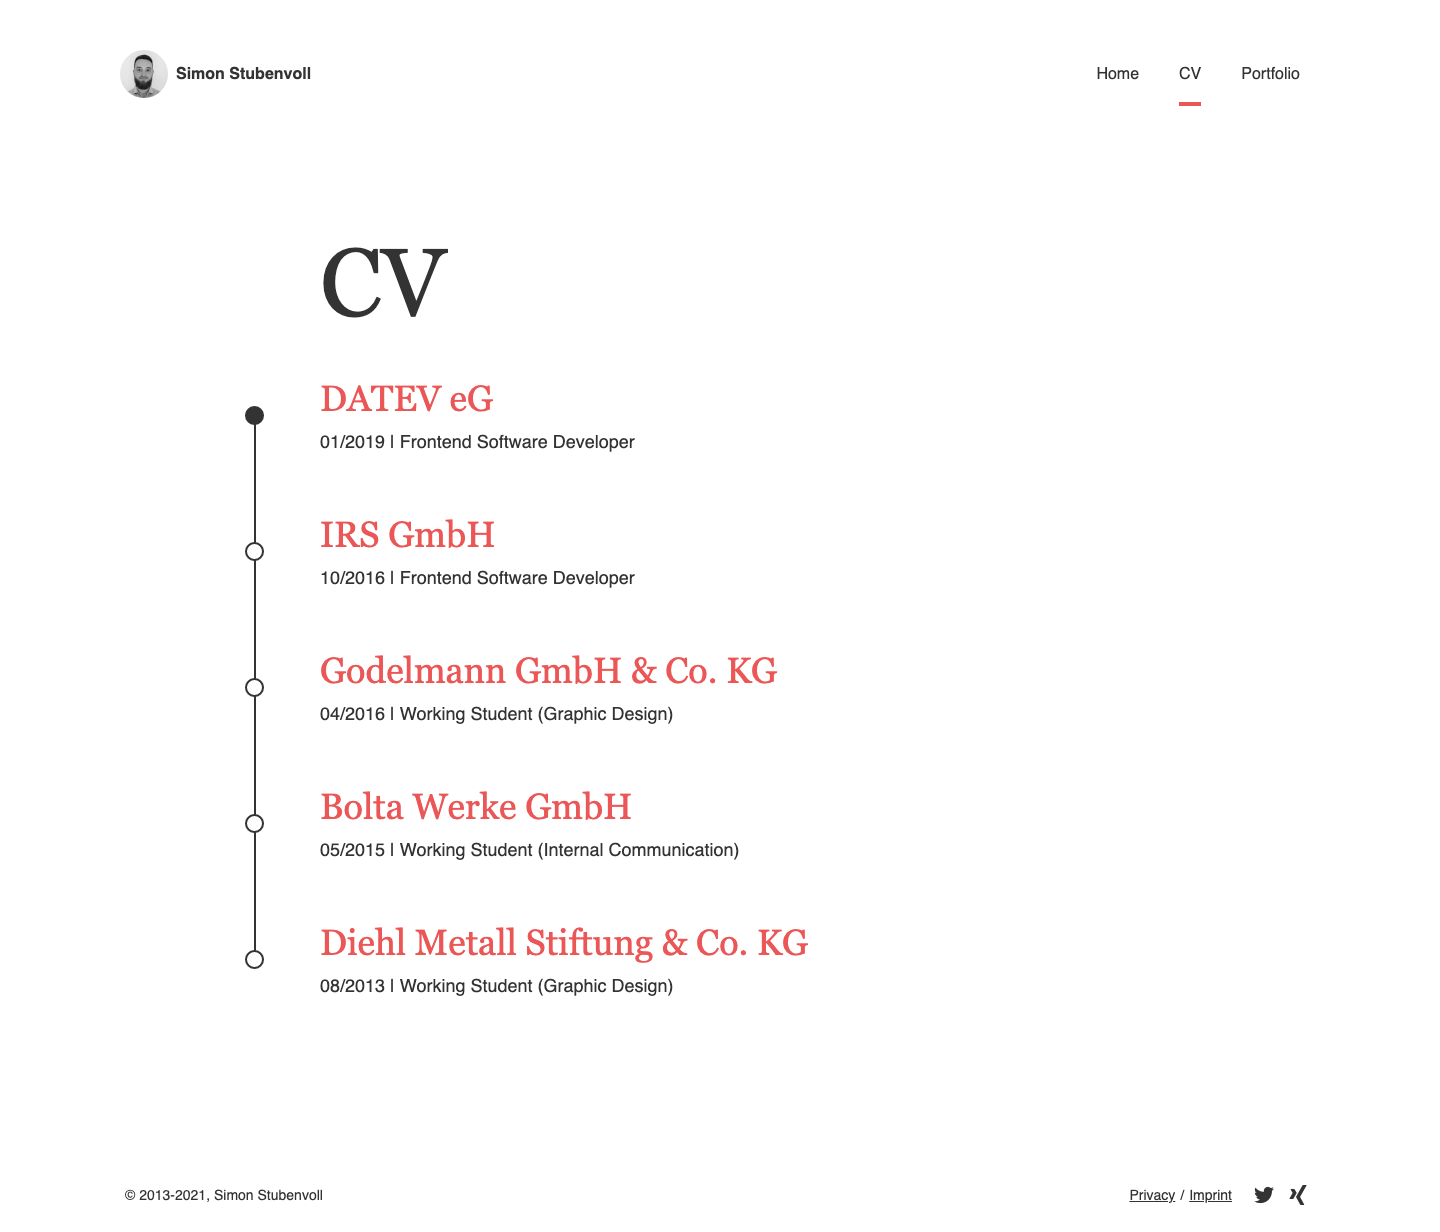 Simon Stubenvoll
Home CV Portfolio
CV
DATEV eG
01/2019 | Frontend Software Developer
IRS GmbH
10/2016 | Frontend Software Developer
Godelmann GmbH & Co. KG
04/2016 | Working Student (Graphic Design)
Bolta Werke GmbH
05/2015 | Working Student (Internal Communication)
Diehl Metall Stiftung & Co. KG
08/2013 | Working Student (Graphic Design)
© 2013-2021, Simon Stubenvoll
Privacy / Imprint